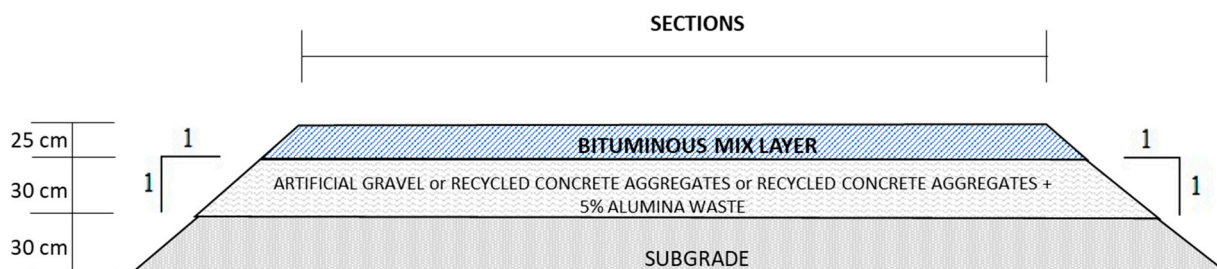 SECTIONS
25 cm
1
1
BITUMINOUS MIX LAYER
1
1
30 cm
ARTIFICIAL GRAVEL or RECYCLED CONCRETE AGGREGATES or RECYCLED CONCRETE AGGREGATES +
5% ALUMINA WASTE
30 cm
SUBGRADE